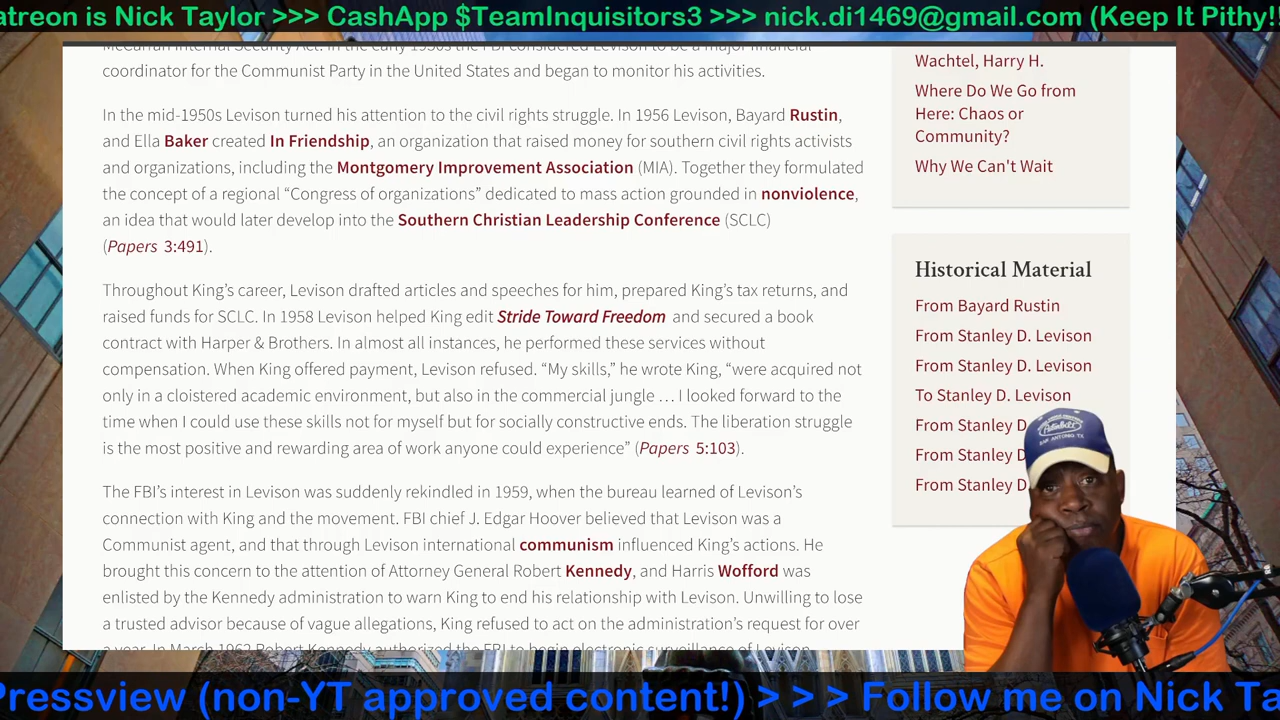 atreon is Nick Taylor >>> CashApp $TeamInquisitors3 >>> nick.di1469@gmail.com (Keep It Pithy!!
McCarran Internal Security Act. In the early 1950s the FBI considered Levison to be a major financial
coordinator for the Communist Party in the United States and began to monitor his activities.
In the mid-1950s Levison turned his attention to the civil rights struggle. In 1956 Levison, Bayard Rustin,
and Ella Baker created In Friendship, an organization that raised money for southern civil rights activists
and organizations, including the Montgomery Improvement Association (MIA). Together they formulated
the concept of a regional “Congress of organizations” dedicated to mass action grounded in nonviolence,
an idea that would later develop into the Southern Christian Leadership Conference (SCLC)
(Papers 3:491).
Throughout King’s career, Levison drafted articles and speeches for him, prepared King’s tax returns, and
raised funds for SCLC. In 1958 Levison helped King edit Stride Toward Freedom and secured a book
contract with Harper & Brothers. In almost all instances, he performed these services without
compensation. When King offered payment, Levison refused. “My skills,” he wrote King, “were acquired not
only in a cloistered academic environment, but also in the commercial jungle … I looked forward to the
time when I could use these skills not for myself but for socially constructive ends. The liberation struggle
is the most positive and rewarding area of work anyone could experience” (Papers 5:103).
The FBI’s interest in Levison was suddenly rekindled in 1959, when the bureau learned of Levison’s
connection with King and the movement. FBI chief J. Edgar Hoover believed that Levison was a
Communist agent, and that through Levison international communism influenced King’s actions. He
brought this concern to the attention of Attorney General Robert Kennedy, and Harris Wofford was
enlisted by the Kennedy administration to warn King to end his relationship with Levison. Unwilling to lose
a trusted advisor because of vague allegations, King refused to act on the administration’s request for over
a year. In March 1962 Robert Kennedy authorized the FBI to begin electronic surveillance of Levison.
Wachtel, Harry H.
Where Do We Go from
Here: Chaos or
Community?
Why We Can't Wait
Historical Material
From Bayard Rustin
From Stanley D. Levison
From Stanley D. Levison
To Stanley D. Levison
From Stanley D
From Stanley D
From Stanley D
SAN ANTONIO, TX
Pressview (non-YT approved content!) > > > Follow me on Nick Ta